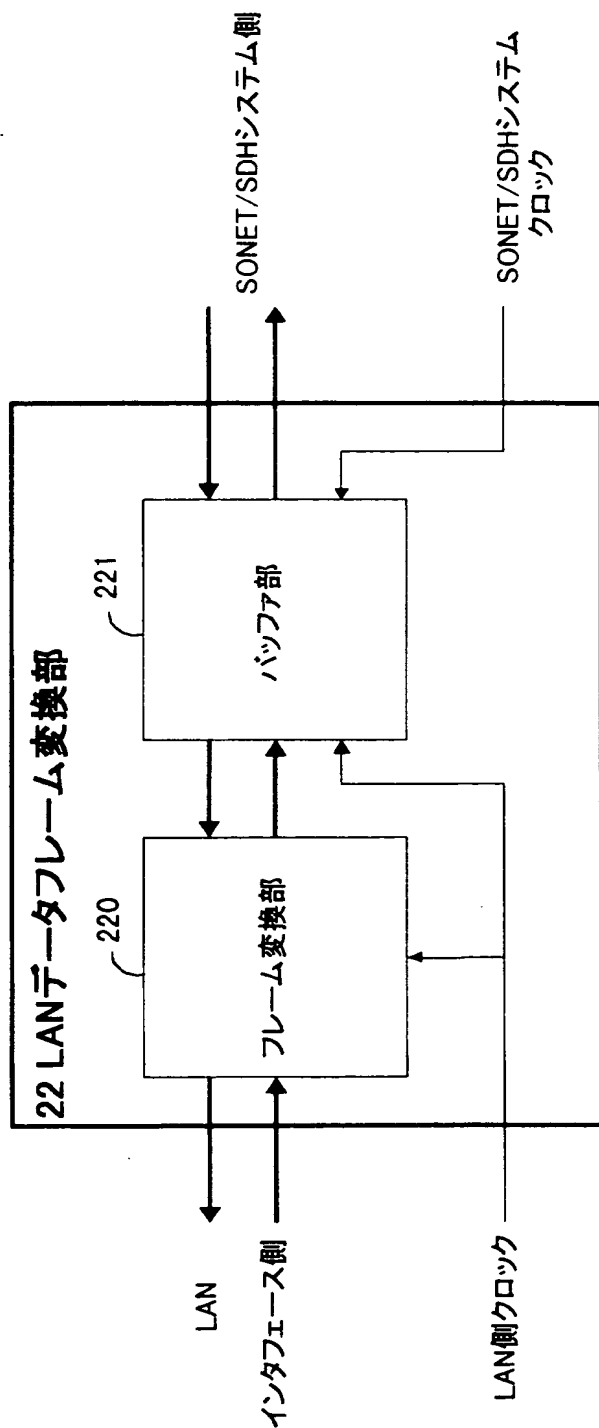 22 LANデータフレーム変換部
220
221
フレーム変換部
バッファ部
LAN
インタフェース側
LAN側クロック
SONET/SDHシステム側
SONET/SDHシステム
クロック